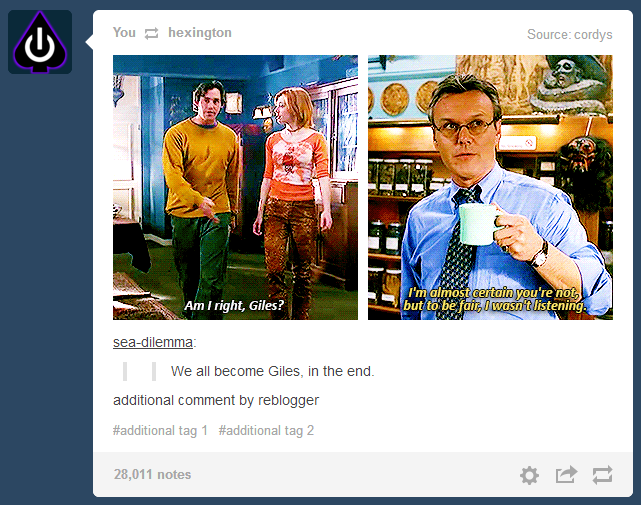 You hexington
Source: cordys
Am I right, Giles?
I'm almost certain you're not,
but to be fair, I wasn't listening.
sea-dilemma:
We all become Giles, in the end.
additional comment by reblogger
#additional tag 1 #additional tag 2
28,011 notes